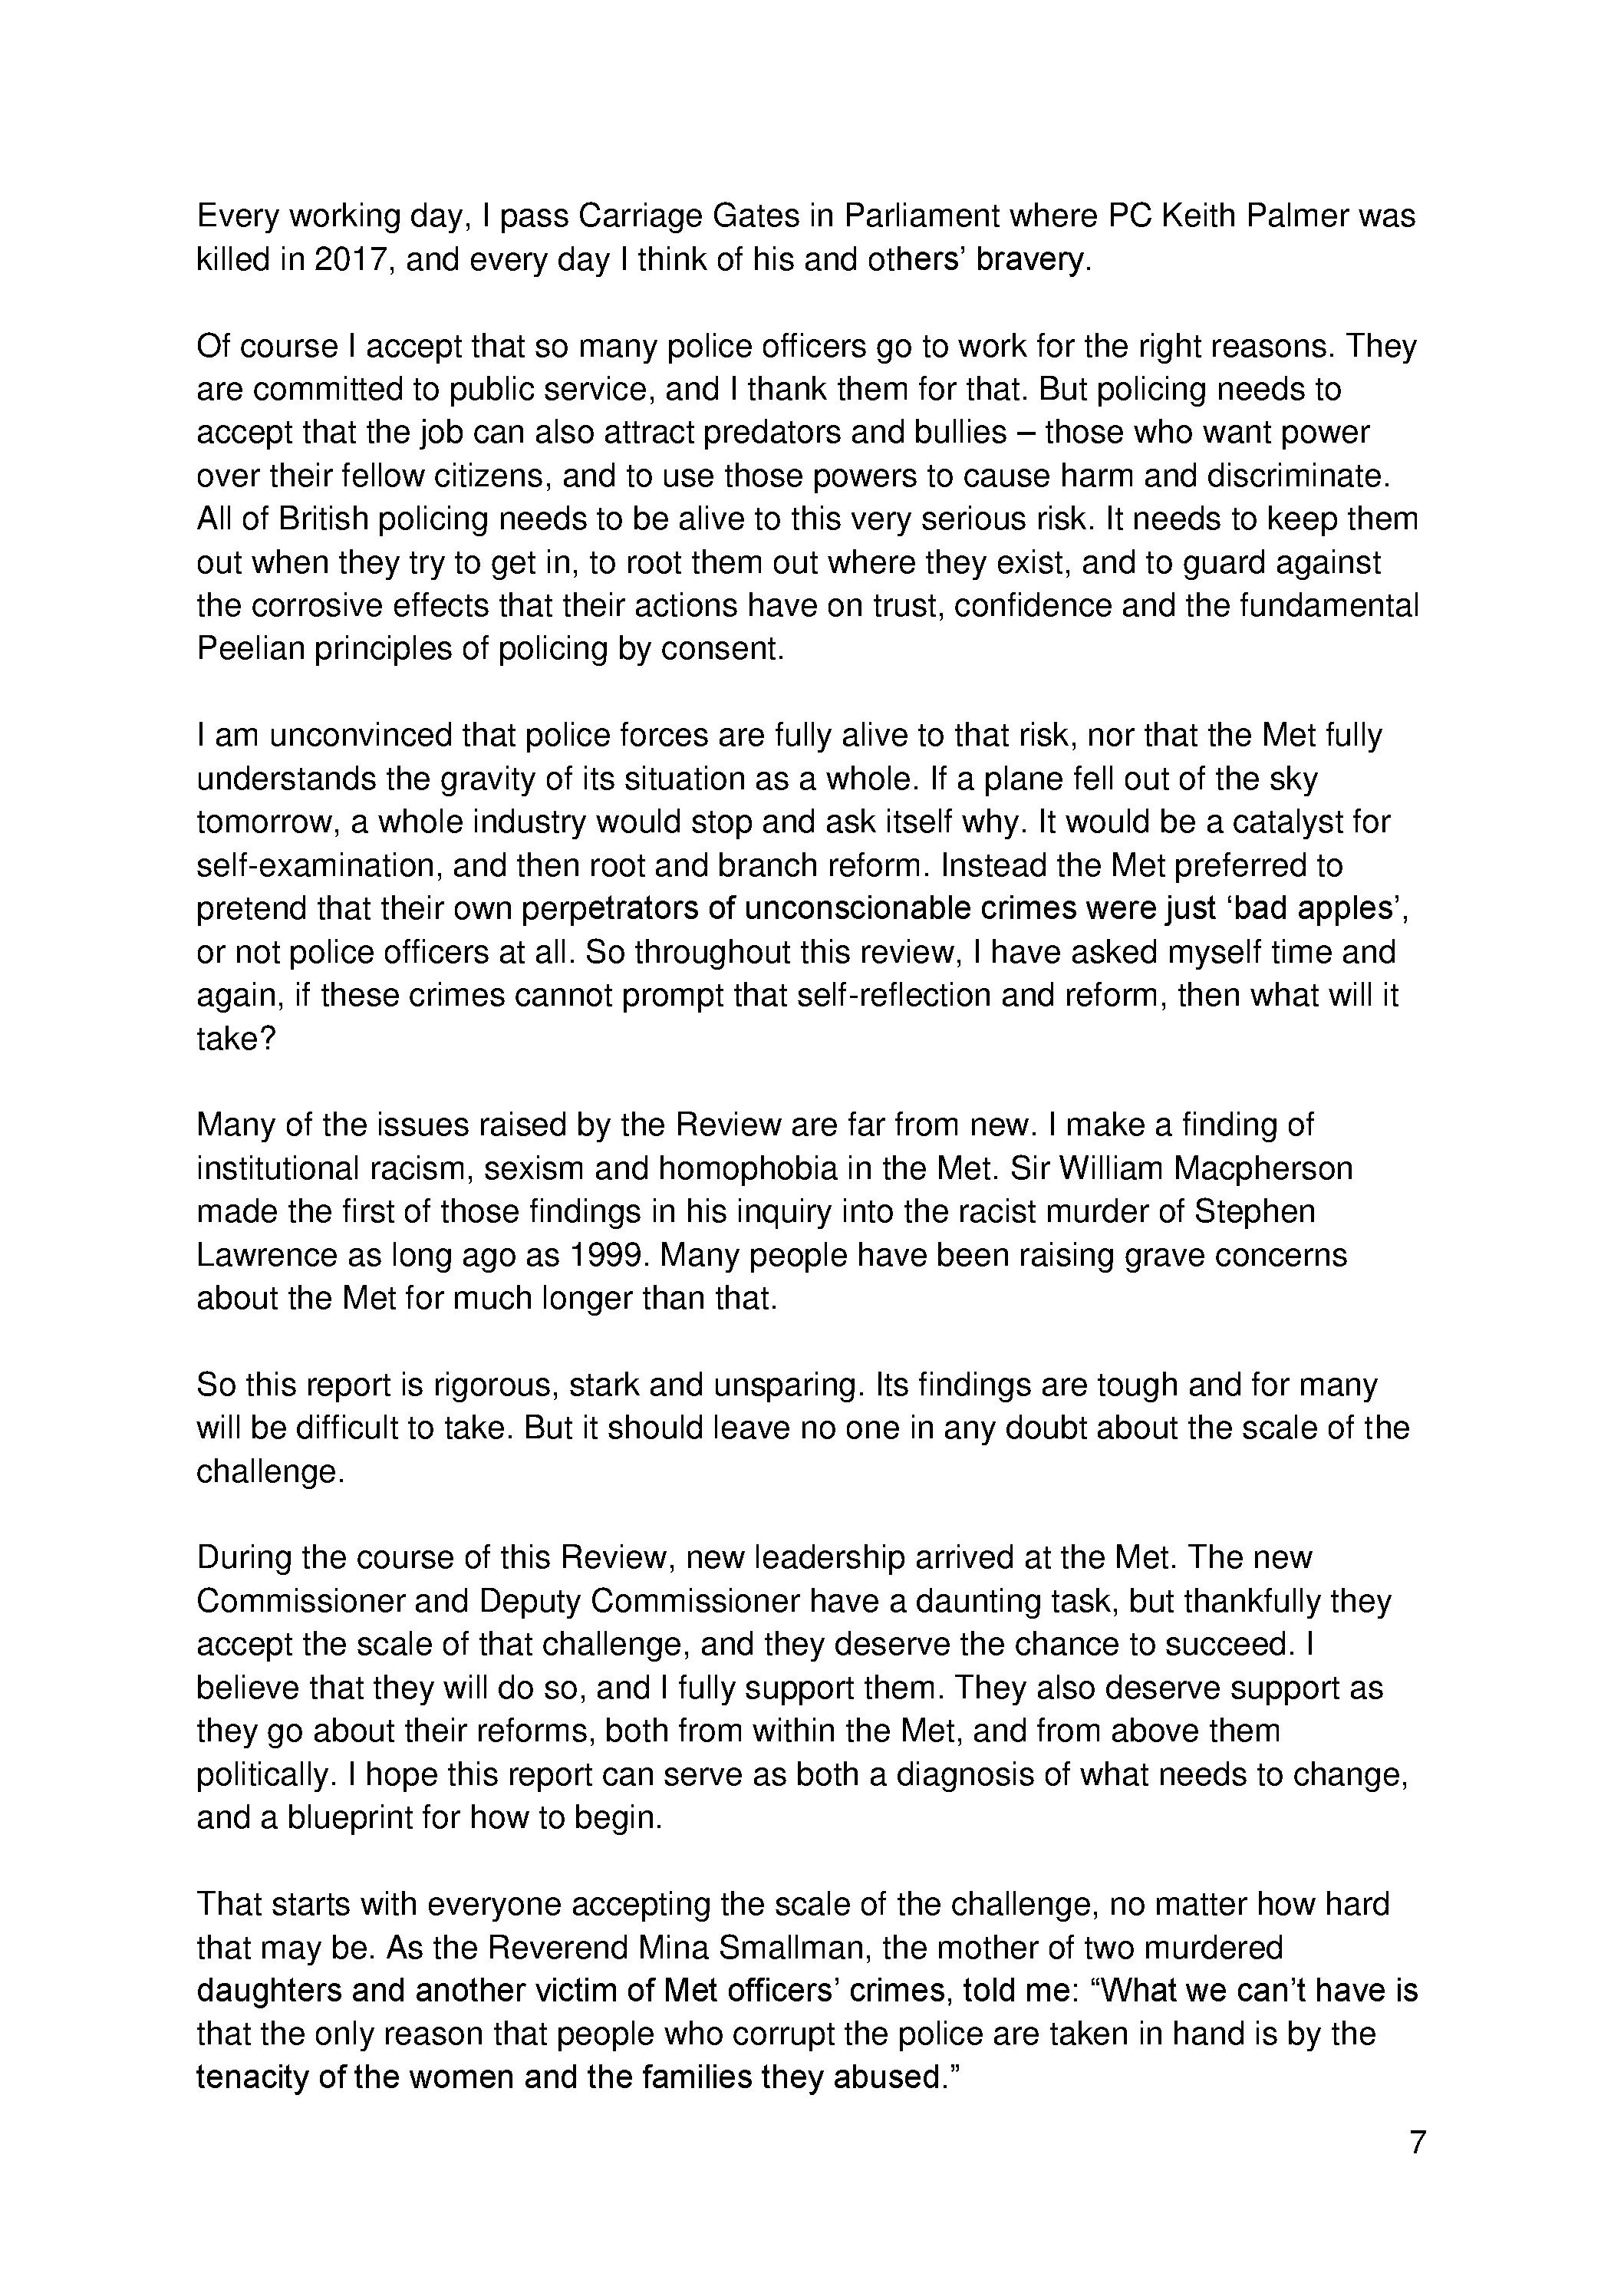 Every working day, I pass Carriage Gates in Parliament where PC Keith Palmer was
killed in 2017, and every day I think of his and others’ bravery.
Of course I accept that so many police officers go to work for the right reasons. They
are committed to public service, and I thank them for that. But policing needs to
accept that the job can also attract predators and bullies – those who want power
over their fellow citizens, and to use those powers to cause harm and discriminate.
All of British policing needs to be alive to this very serious risk. It needs to keep them
out when they try to get in, to root them out where they exist, and to guard against
the corrosive effects that their actions have on trust, confidence and the fundamental
Peelian principles of policing by consent.
I am unconvinced that police forces are fully alive to that risk, nor that the Met fully
understands the gravity of its situation as a whole. If a plane fell out of the sky
tomorrow, a whole industry would stop and ask itself why. It would be a catalyst for
self-examination, and then root and branch reform. Instead the Met preferred to
pretend that their own perpetrators of unconscionable crimes were just ‘bad apples’,
or not police officers at all. So throughout this review, I have asked myself time and
again, if these crimes cannot prompt that self-reflection and reform, then what will it
take?
Many of the issues raised by the Review are far from new. I make a finding of
institutional racism, sexism and homophobia in the Met. Sir William Macpherson
made the first of those findings in his inquiry into the racist murder of Stephen
Lawrence as long ago as 1999. Many people have been raising grave concerns
about the Met for much longer than that.
So this report is rigorous, stark and unsparing. Its findings are tough and for many
will be difficult to take. But it should leave no one in any doubt about the scale of the
challenge.
During the course of this Review, new leadership arrived at the Met. The new
Commissioner and Deputy Commissioner have a daunting task, but thankfully they
accept the scale of that challenge, and they deserve the chance to succeed. I
believe that they will do so, and I fully support them. They also deserve support as
they go about their reforms, both from within the Met, and from above them
politically. I hope this report can serve as both a diagnosis of what needs to change,
and a blueprint for how to begin.
That starts with everyone accepting the scale of the challenge, no matter how hard
that may be. As the Reverend Mina Smallman, the mother of two murdered
daughters and another victim of Met officers’ crimes, told me: “What we can’t have is
that the only reason that people who corrupt the police are taken in hand is by the
tenacity of the women and the families they abused.”
7